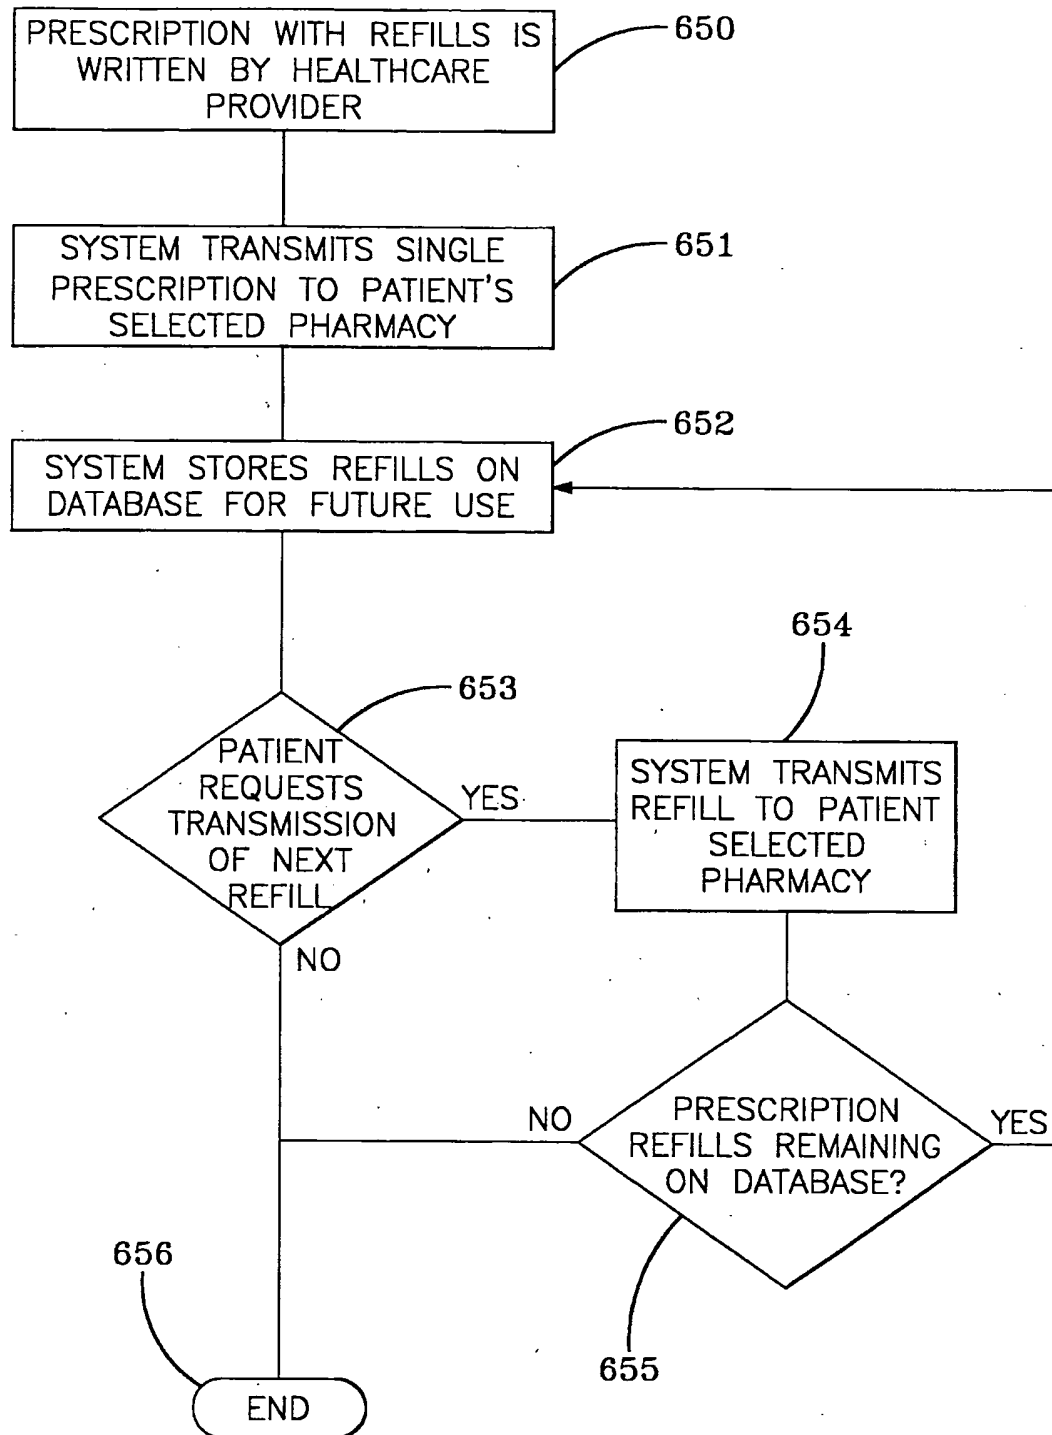 PRESCRIPTION WITH REFILLS IS
WRITTEN BY HEALTHCARE
PROVIDER
650
SYSTEM TRANSMITS SINGLE
PRESCRIPTION TO PATIENT'S
SELECTED PHARMACY
651
SYSTEM STORES REFILLS ON
DATABASE FOR FUTURE USE
652
PATIENT
REQUESTS
TRANSMISSION
OF NEXT
REFILL
653
YES
NO
654
SYSTEM TRANSMITS
REFILL TO PATIENT
SELECTED
PHARMACY
PRESCRIPTION
REFILLS REMAINING
ON DATABASE?
NO
YES
655
656
END